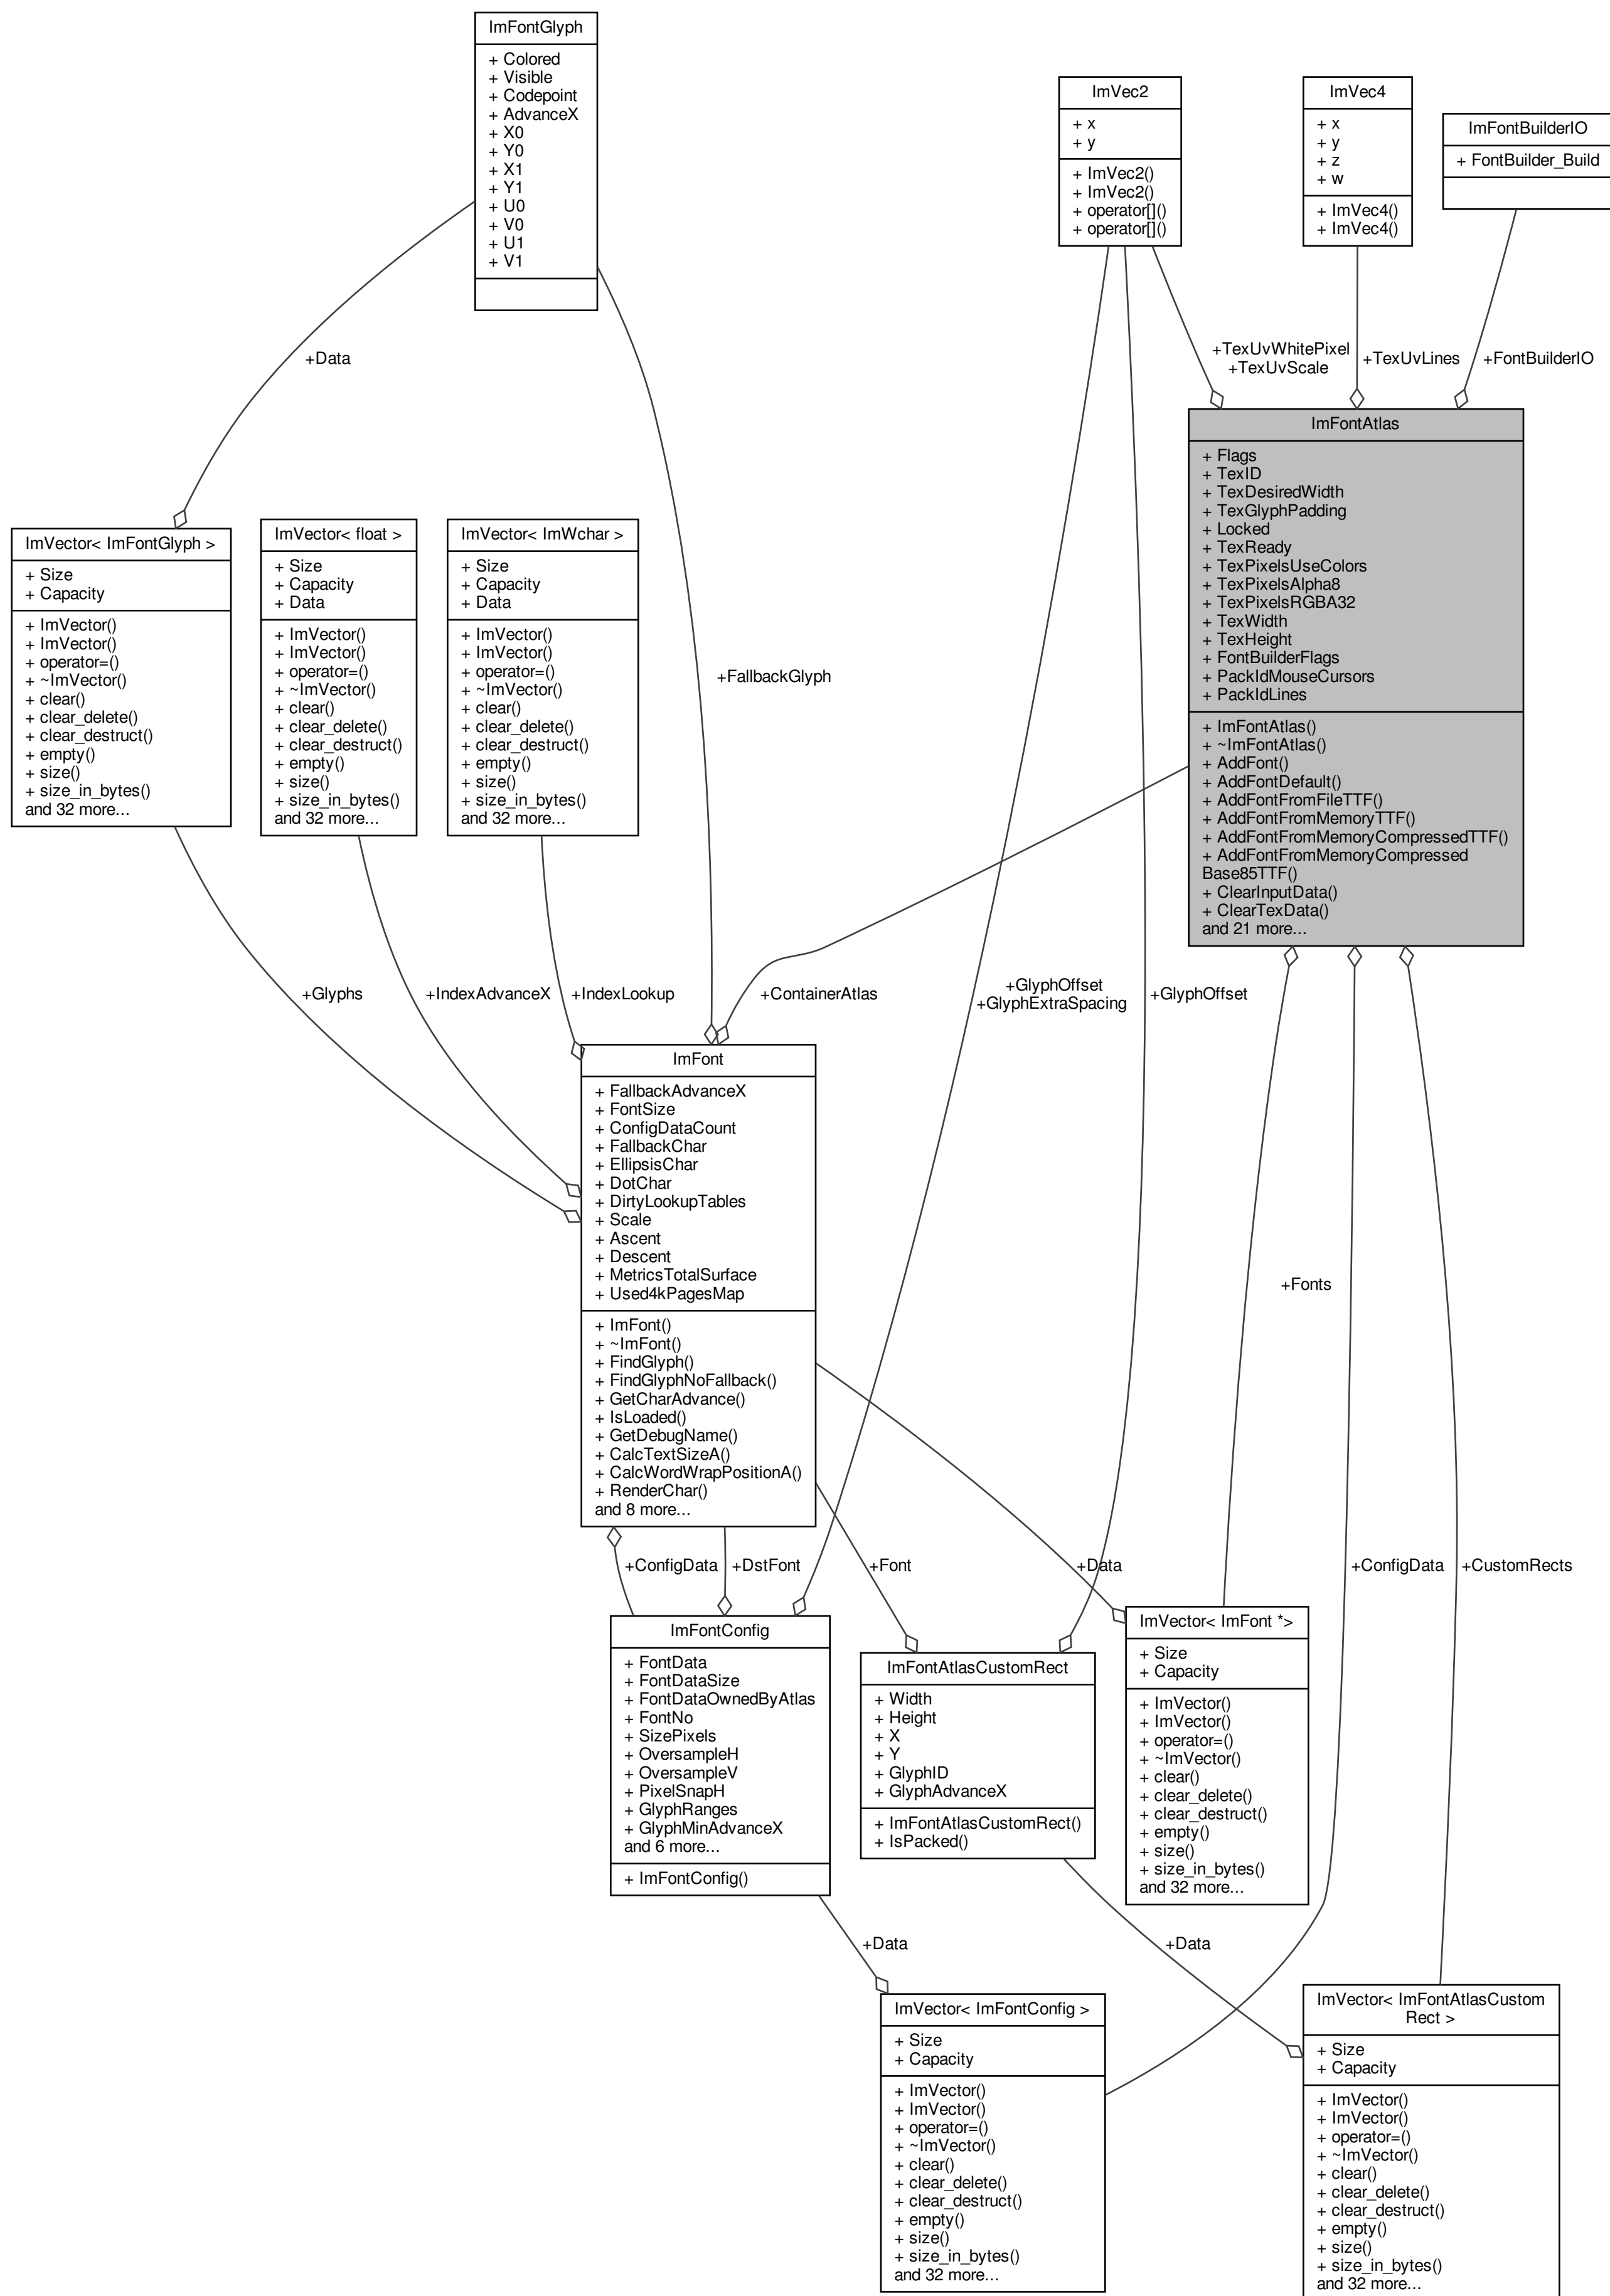 ImFontGlyph
+ Colored
+ Visible
+ Codepoint
+ AdvanceX
+ X0
+ Y0
+ X1
+ Y1
+ U0
+ V0
+ U1
+ V1
ImVec2
+ x
+ y
+ ImVec2()
+ ImVec2()
+ operator[]()
+ operator[]()
ImVec4
+ x
+ y
+ z
+ w
+ ImVec4()
+ ImVec4()
ImFontBuilderIO
+ FontBuilder_Build
+Data
+TexUvWhitePixel
+TexUvScale
+TexUvLines
+FontBuilderIO
ImFontAtlas
+ Flags
+ TexID
+ TexDesiredWidth
+ TexGlyphPadding
+ Locked
+ TexReady
+ TexPixelsUseColors
+ TexPixelsAlpha8
+ TexPixelsRGBA32
+ TexWidth
+ TexHeight
+ FontBuilderFlags
+ PackIdMouseCursors
+ PackIdLines
+ ImFontAtlas()
+ ~ImFontAtlas()
+ AddFont()
+ AddFontDefault()
+ AddFontFromFileTTF()
+ AddFontFromMemoryTTF()
+ AddFontFromMemoryCompressedTTF()
+ AddFontFromMemoryCompressed
Base85TTF()
+ ClearInputData()
+ ClearTexData()
and 21 more...
ImVector< ImFontGlyph >
+ Size
+ Capacity
+ ImVector()
+ ImVector()
+ operator=()
+ ~ImVector()
+ clear()
+ clear_delete()
+ clear_destruct()
+ empty()
+ size()
+ size_in_bytes()
and 32 more...
ImVector< float >
+ Size
+ Capacity
+ Data
+ ImVector()
+ ImVector()
+ operator=()
+ ~ImVector()
+ clear()
+ clear_delete()
+ clear_destruct()
+ empty()
+ size()
+ size_in_bytes()
and 32 more...
ImVector< ImWchar >
+ Size
+ Capacity
+ Data
+ ImVector()
+ ImVector()
+ operator=()
+ ~ImVector()
+ clear()
+ clear_delete()
+ clear_destruct()
+ empty()
+ size()
+ size_in_bytes()
and 32 more...
+FallbackGlyph
+Glyphs
+IndexAdvanceX
+IndexLookup
+ContainerAtlas
+GlyphOffset
+GlyphExtraSpacing
+GlyphOffset
ImFont
+ FallbackAdvanceX
+ FontSize
+ ConfigDataCount
+ FallbackChar
+ EllipsisChar
+ DotChar
+ DirtyLookupTables
+ Scale
+ Ascent
+ Descent
+ MetricsTotalSurface
+ Used4kPagesMap
+ ImFont()
+ ~ImFont()
+ FindGlyph()
+ FindGlyphNoFallback()
+ GetCharAdvance()
+ IsLoaded()
+ GetDebugName()
+ CalcTextSizeA()
+ CalcWordWrapPositionA()
+ RenderChar()
and 8 more...
+Fonts
+ConfigData
+DstFont
+Font
+Data
+ConfigData
+CustomRects
ImFontConfig
+ FontData
+ FontDataSize
+ FontDataOwnedByAtlas
+ FontNo
+ SizePixels
+ OversampleH
+ OversampleV
+ PixelSnapH
+ GlyphRanges
+ GlyphMinAdvanceX
and 6 more...
+ ImFontConfig()
ImFontAtlasCustomRect
+ Width
+ Height
+ X
+ Y
+ GlyphID
+ GlyphAdvanceX
+ ImFontAtlasCustomRect()
+ IsPacked()
ImVector< ImFont *>
+ Size
+ Capacity
+ ImVector()
+ ImVector()
+ operator=()
+ ~ImVector()
+ clear()
+ clear_delete()
+ clear_destruct()
+ empty()
+ size()
+ size_in_bytes()
and 32 more...
+Data
+Data
ImVector< ImFontConfig >
+ Size
+ Capacity
+ ImVector()
+ ImVector()
+ operator=()
+ ~ImVector()
+ clear()
+ clear_delete()
+ clear_destruct()
+ empty()
+ size()
+ size_in_bytes()
and 32 more...
ImVector< ImFontAtlasCustom
Rect >
+ Size
+ Capacity
+ ImVector()
+ ImVector()
+ operator=()
+ ~ImVector()
+ clear()
+ clear_delete()
+ clear_destruct()
+ empty()
+ size()
+ size_in_bytes()
and 32 more...